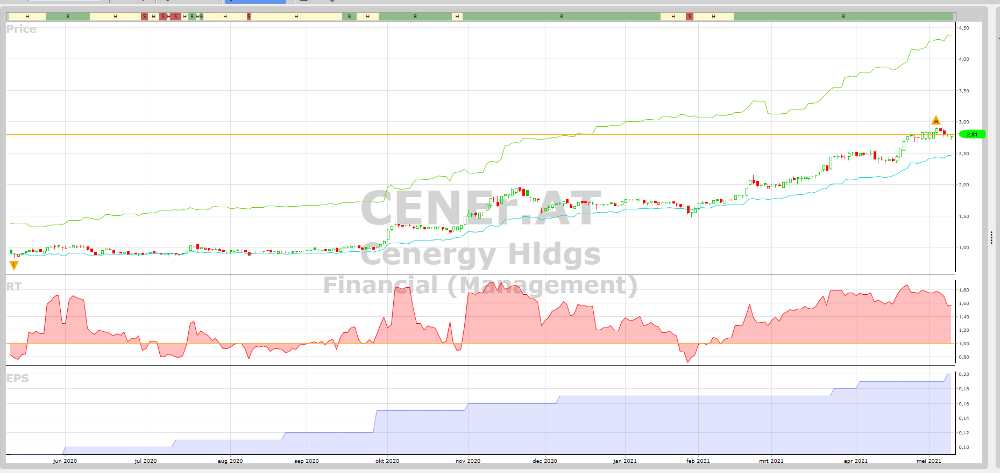 H B H S H S H S H B H B H S H B H B H B H S H B
Price
4,50
4,00
3,50
3,00
H
2,81
2,50
2,00
CENEr.AT
1,50
1,00
Cenergy Hldgs
L
Financial (Management)
RT
1,80
1,60
1,40
1,20
1,00
0,80
EPS
0,20
0,18
0,16
0,14
0,12
0,10
jun 2020 jul 2020 aug 2020 sep 2020 okt 2020 nov 2020 dec 2020 jan 2021 feb 2021 mrt 2021 apr 2021 mei 2021